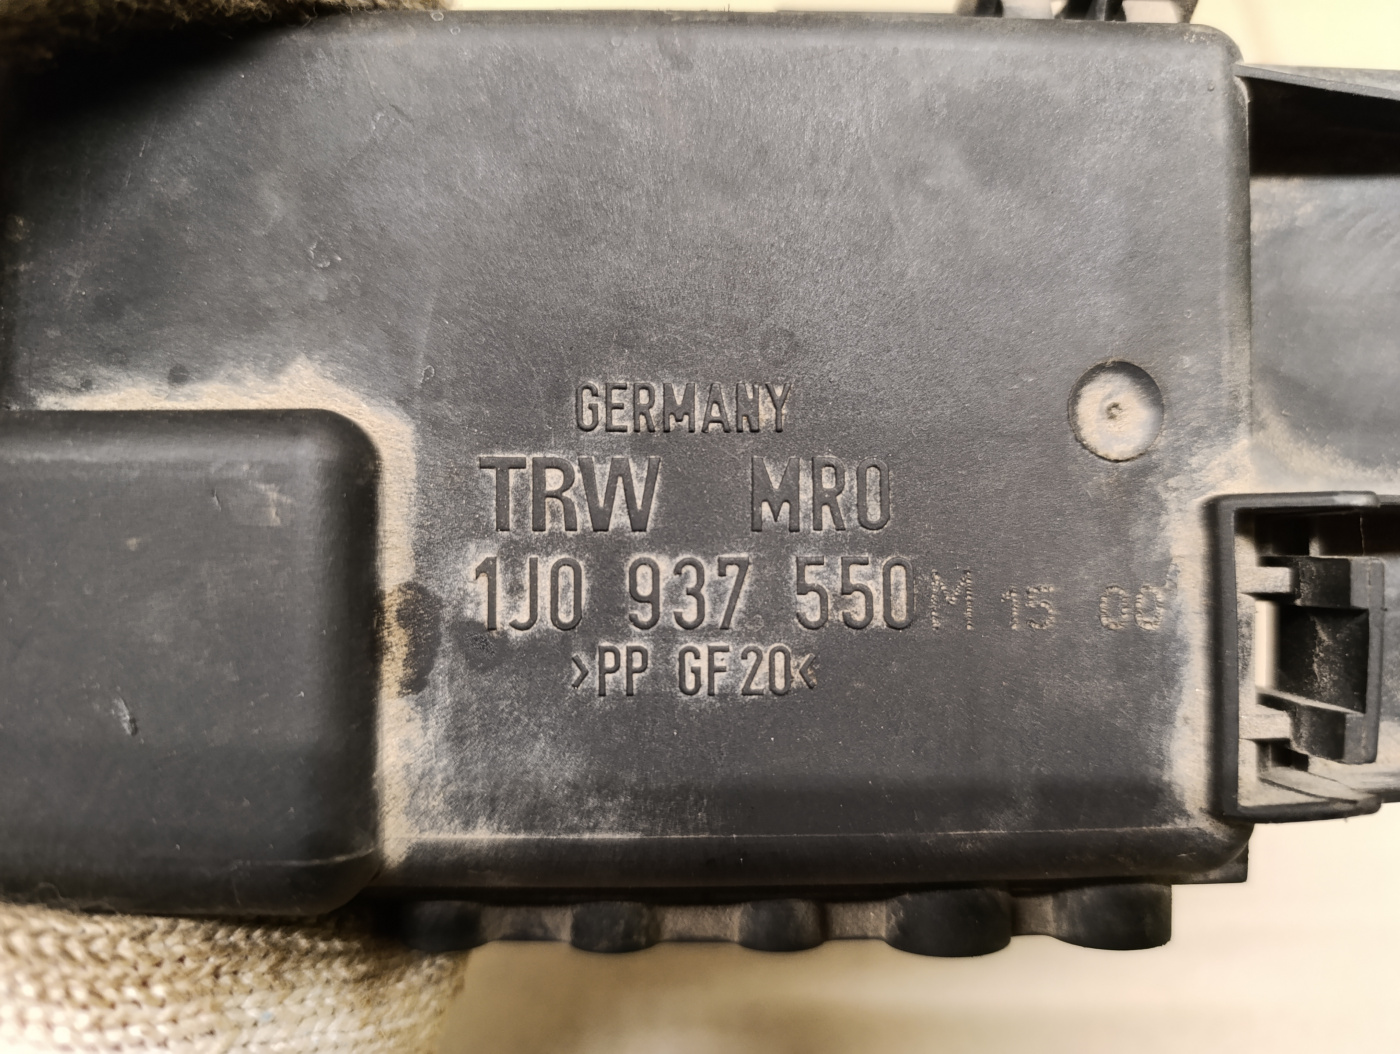 GERMANY
TRW MRO
1J0 937 550 M 15 00
>PP GF20<